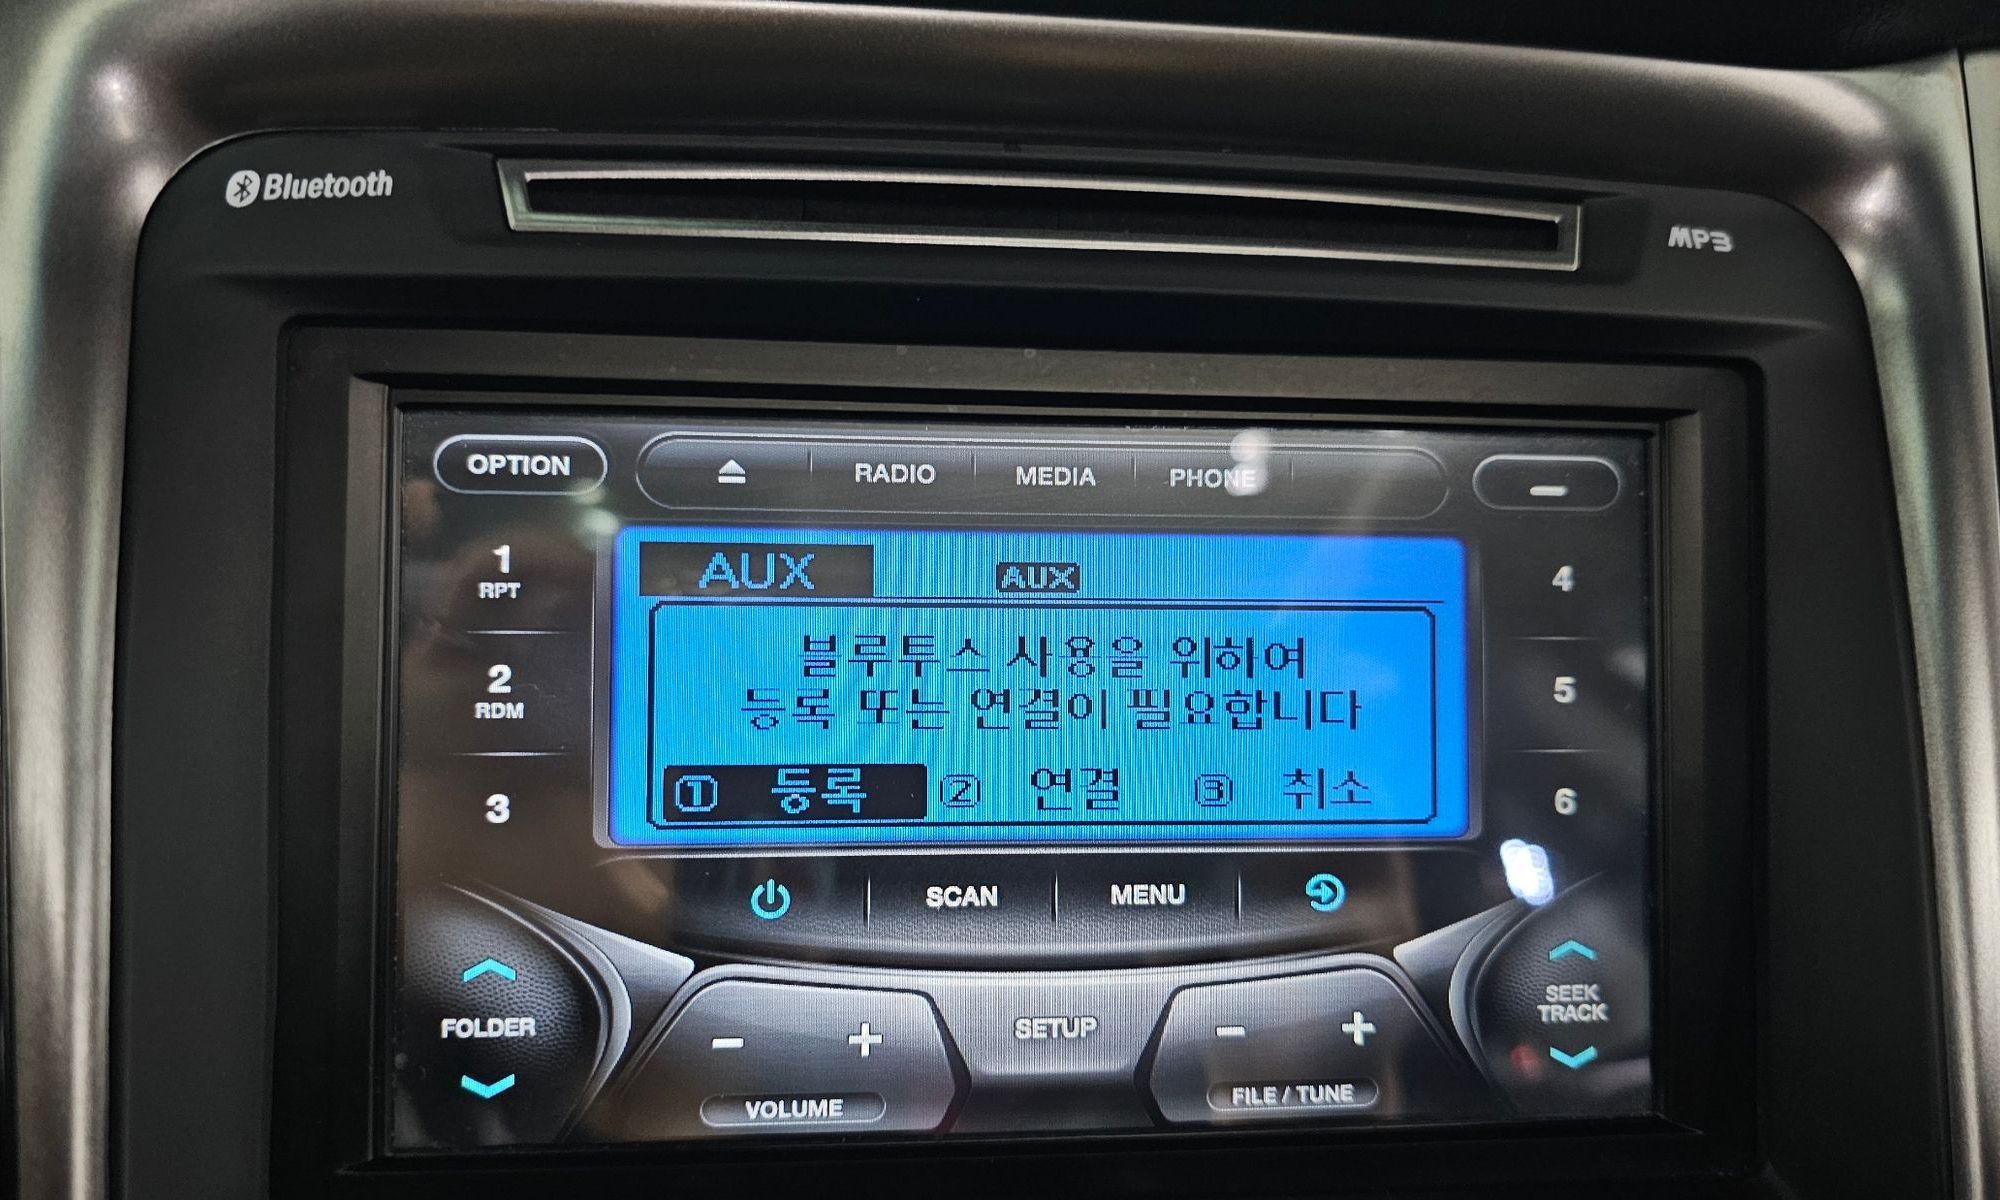 Bluetooth
MP3
OPTION
RADIO
MEDIA
PHONE
1
RPT
2
RDM
3
AUX
AUX
블루투스 사용을 위하여
등록 또는 연결이 필요합니다
① 등록 ② 연결 ③ 취소
4
5
6
SCAN
MENU
FOLDER
VOLUME
SETUP
FILE / TUNE
SEEK
TRACK